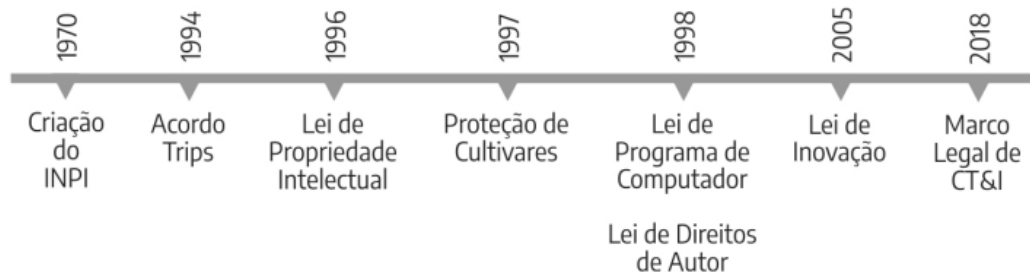 1970
1994
1996
1997
1998
2005
2018
Criação
do
INPI
Acordo
Trips
Lei de
Propriedade
Intelectual
Proteção de
Cultivares
Lei de
Programa de
Computador
Lei de Direitos
de Autor
Lei de
Inovação
Marco
Legal de
CT&I